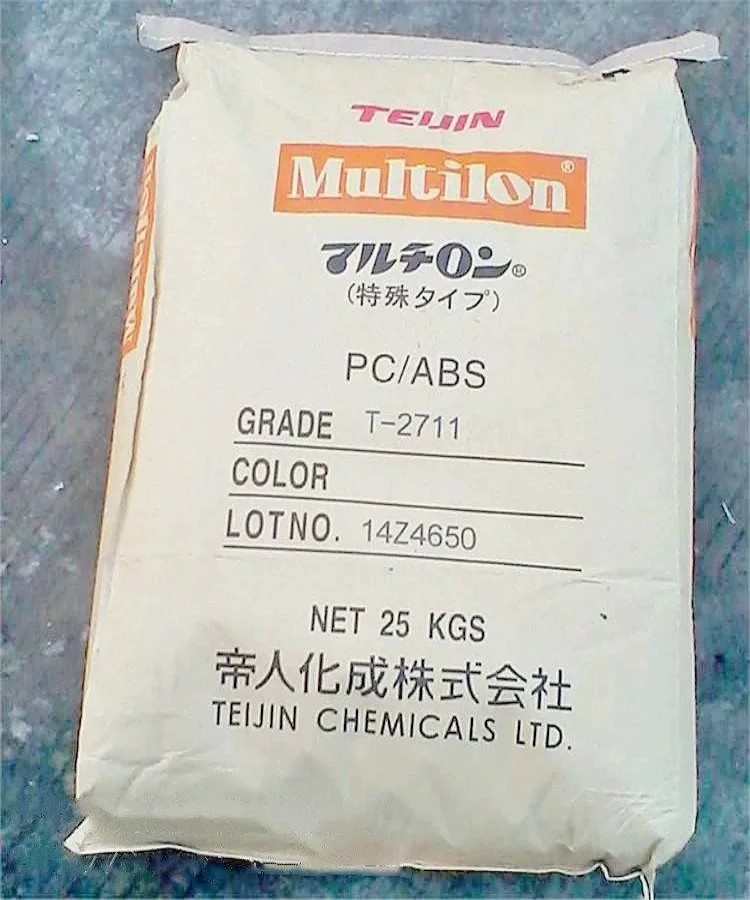 TEIJIN
Multilon®
マルチロン®
(特殊タイプ)
PC/ABS
GRADE T-2711
COLOR
LOTNO. 14Z4650
NET 25 KGS
帝人化成株式会社
TEIJIN CHEMICALS LTD.
Multilon